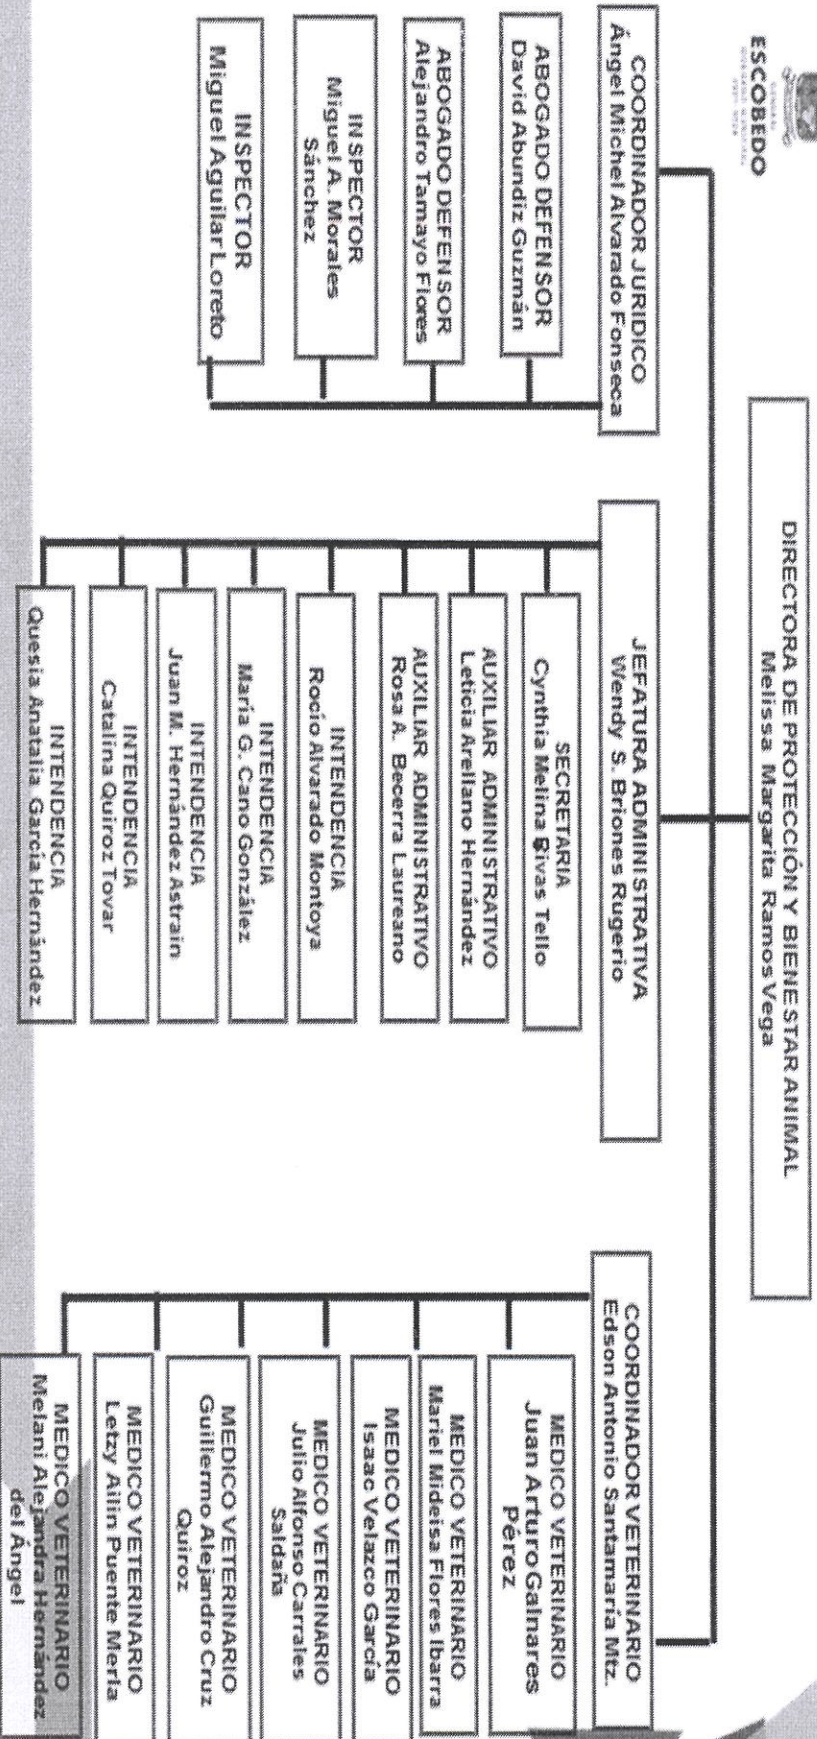 ESCOBEDO
DIRECTORA DE PROTECCIÓN Y BIENESTAR ANIMAL
Melissa Margarita Ramos Vega
COORDINADOR JURIDICO
Ángel Michel Alvarado Fonseca
ABOGADO DEFENSOR
David Abundiz Guzmán
ABOGADO DEFENSOR
Alejandro Tamayo Flores
INSPECTOR
Miguel A. Morales
Sánchez
INSPECTOR
Miguel Aguilar Loreto
JEFATURA ADMINISTRATIVA
Wendy S. Briones Rugerio
SECRETARIA
Cynthia Melina Rivas Tello
AUXILIAR ADMINISTRATIVO
Leticia Arellano Hernández
AUXILIAR ADMINISTRATIVO
Rosa A. Becerra Laureano
INTENDENCIA
Rocío Alvarado Montoya
INTENDENCIA
María G. Cano González
INTENDENCIA
Juan M. Hernández Astrain
INTENDENCIA
Catalina Quiroz Tovar
INTENDENCIA
Quesia Anatalia García Hernández
COORDINADOR VETERINARIO
Edson Antonio Santamaría Mtz.
MEDICO VETERINARIO
Juan Arturo Galnares
Pérez
MEDICO VETERINARIO
Mariel Mideisa Flores Ibarra
MEDICO VETERINARIO
Isaac Velazco García
MEDICO VETERINARIO
Julio Alfonso Carrales
Saldaña
MEDICO VETERINARIO
Guillermo Alejandro Cruz
Quiroz
MEDICO VETERINARIO
Letzy Ailin Puente Merla
MEDICO VETERINARIO
Melani Alejandra Hernández
del Ángel